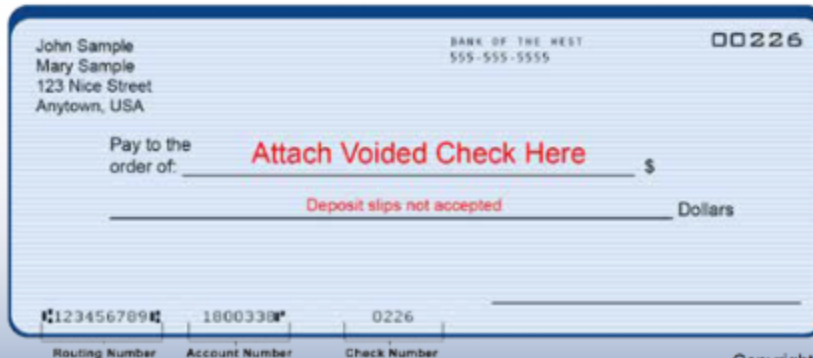 John Sample
Mary Sample
123 Nice Street
Anytown, USA
BANK OF THE WEST
555-555-5555
00226
Pay to the
order of:
Attach Voided Check Here
$
Deposit slips not accepted
Dollars
⑆123456789⑆ 1800338⑈ 0226
Routing Number Account Number Check Number
Copyright